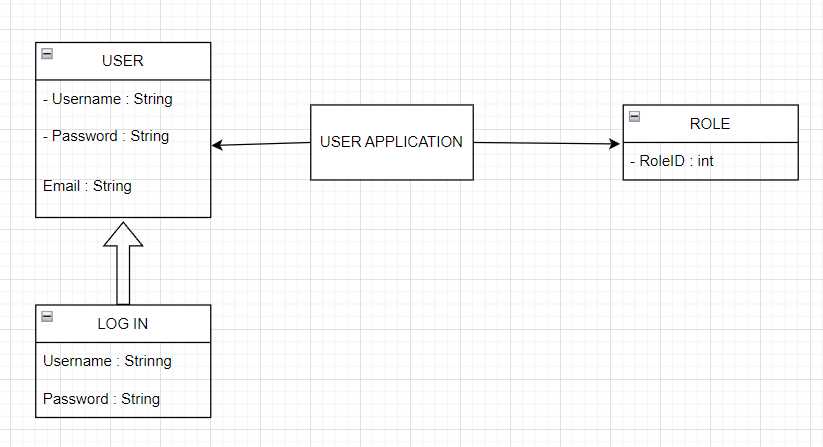 USER
- Username : String
- Password : String
Email : String
USER APPLICATION
ROLE
- RoleID : int
LOG IN
Username : Strinng
Password : String